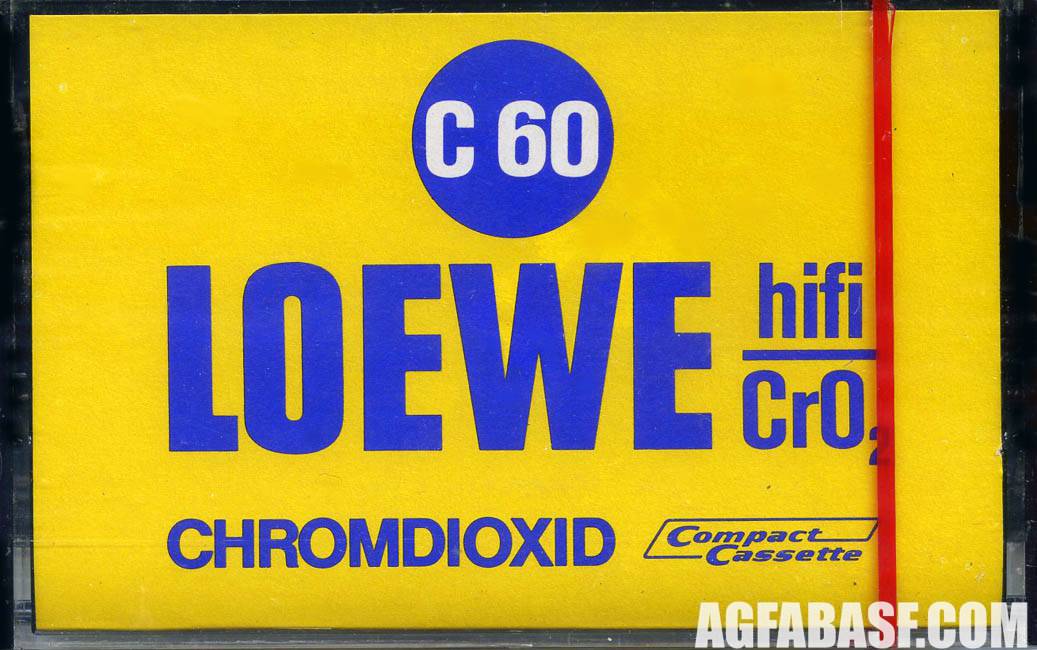 C 60
LOEWE
hifi
CrO₂
CHROMDIOXID
Compact
Cassette
AGFABASF.COM